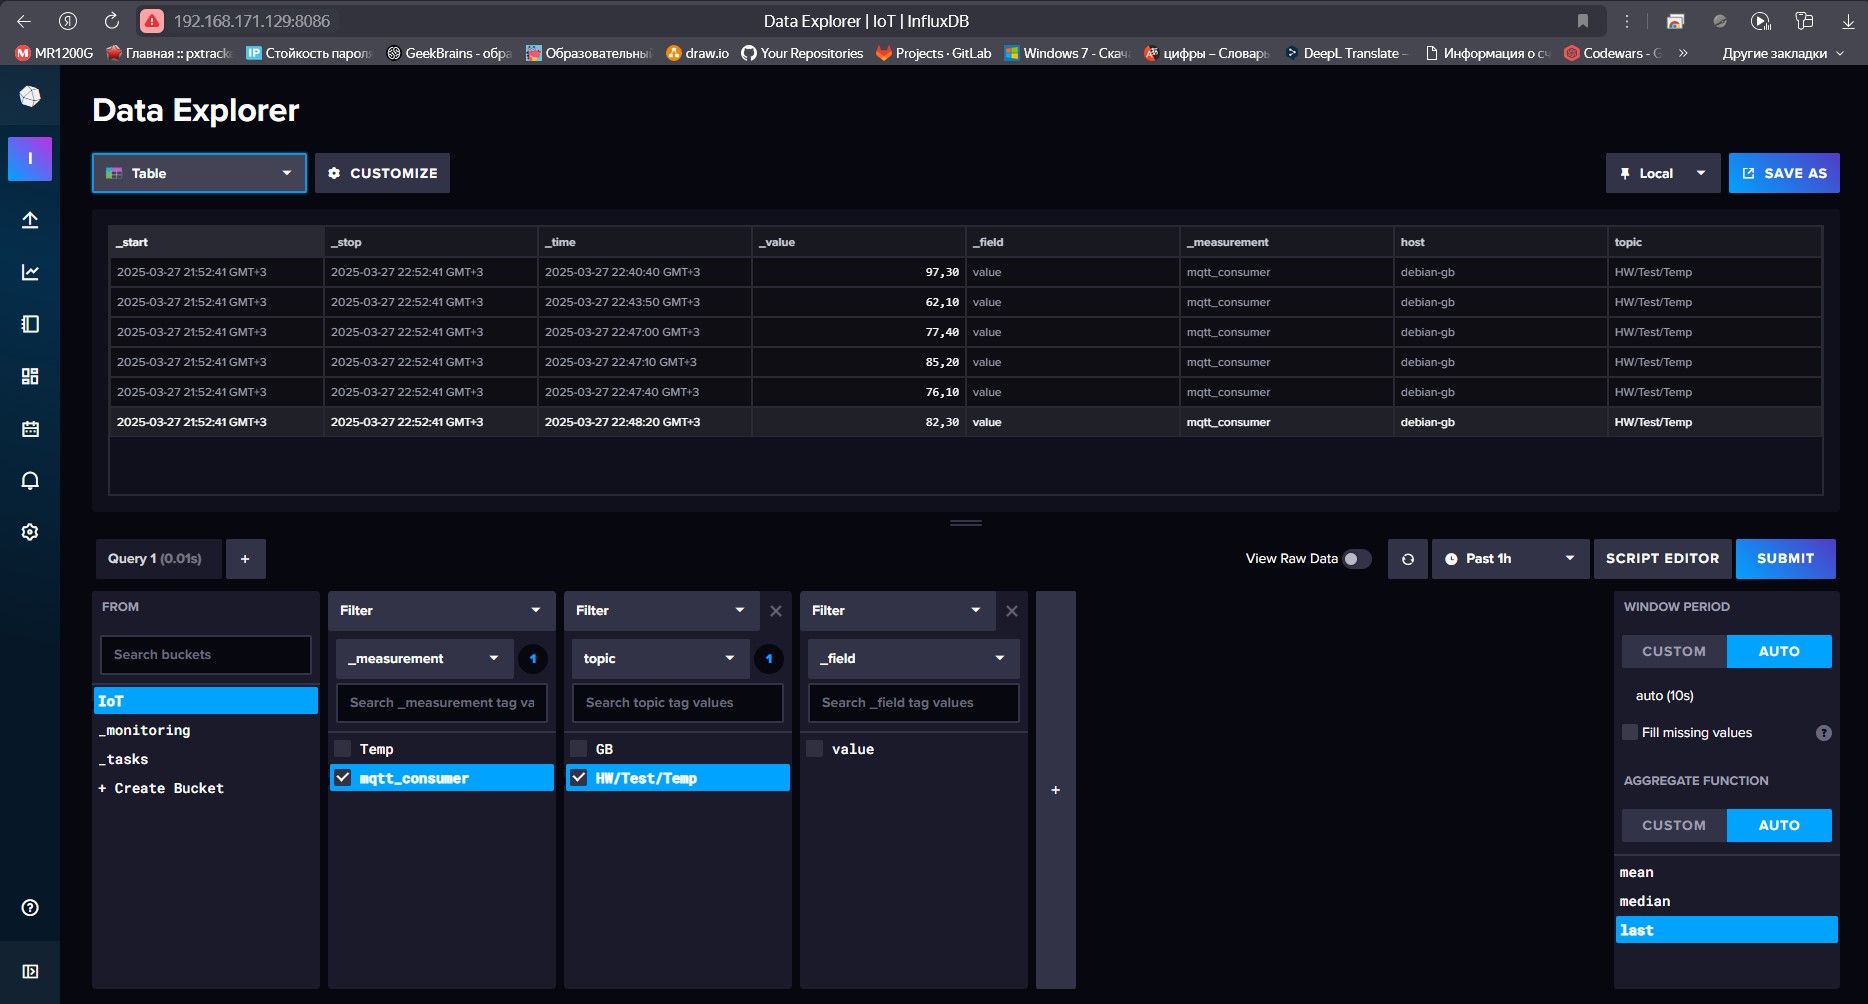 192.168.171.129:8086
Data Explorer | IoT | InfluxDB
MR1200G
Главная :: pxtrack
Стойкость пароля
GeekBrains - обра
Образовательны
draw.io
Your Repositories
Projects · GitLab
Windows 7 - Скач
цифры – Словарь
DeepL Translate –
Информация о сч
Codewars - G
»
Другие закладки
Data Explorer
I
Table
CUSTOMIZE
Local
SAVE AS
_start _stop _time _value _field _measurement host topic
2025-03-27 21:52:41 GMT+3 2025-03-27 22:52:41 GMT+3 2025-03-27 22:40:40 GMT+3 97,30 value mqtt_consumer debian-gb HW/Test/Temp
2025-03-27 21:52:41 GMT+3 2025-03-27 22:52:41 GMT+3 2025-03-27 22:43:50 GMT+3 62,10 value mqtt_consumer debian-gb HW/Test/Temp
2025-03-27 21:52:41 GMT+3 2025-03-27 22:52:41 GMT+3 2025-03-27 22:47:00 GMT+3 77,40 value mqtt_consumer debian-gb HW/Test/Temp
2025-03-27 21:52:41 GMT+3 2025-03-27 22:52:41 GMT+3 2025-03-27 22:47:10 GMT+3 85,20 value mqtt_consumer debian-gb HW/Test/Temp
2025-03-27 21:52:41 GMT+3 2025-03-27 22:52:41 GMT+3 2025-03-27 22:47:40 GMT+3 76,10 value mqtt_consumer debian-gb HW/Test/Temp
2025-03-27 21:52:41 GMT+3 2025-03-27 22:52:41 GMT+3 2025-03-27 22:48:20 GMT+3 82,30 value mqtt_consumer debian-gb HW/Test/Temp
Query 1 (0.01s)
+
View Raw Data
Past 1h
SCRIPT EDITOR
SUBMIT
FROM
Search buckets
IoT
_monitoring
_tasks
+ Create Bucket
Filter
_measurement
1
Search _measurement tag va
Temp
mqtt_consumer
Filter
topic
1
Search topic tag values
GB
HW/Test/Temp
Filter
_field
Search _field tag values
value
+
WINDOW PERIOD
CUSTOM
AUTO
auto (10s)
Fill missing values
?
AGGREGATE FUNCTION
CUSTOM
AUTO
mean
median
last